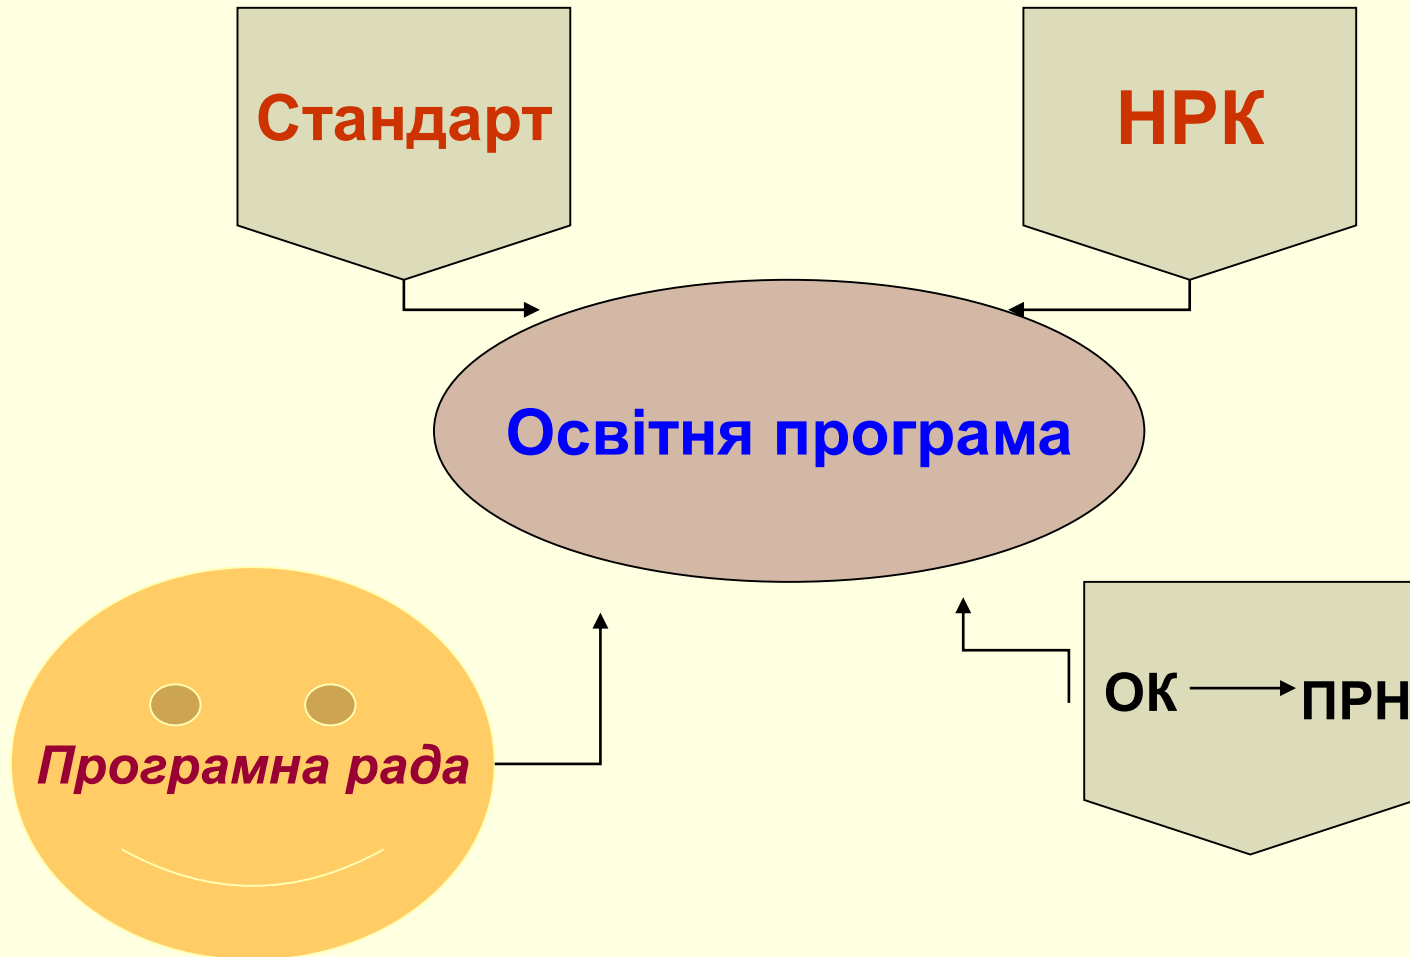 Стандарт
НРК
Освітня програма
ОК
ПРН
Програмна рада